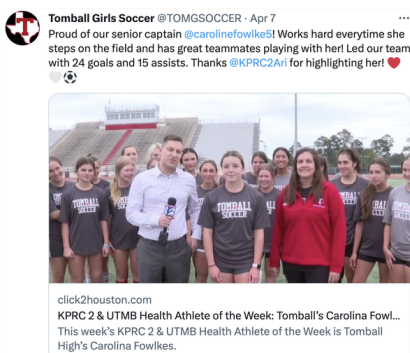 Tomball Girls Soccer @TOMGSOCCER · Apr 7
Proud of our senior captain @carolinefowlke5! Works hard everytime she
steps on the field and has great teammates playing with her! Led our team
with 24 goals and 15 assists. Thanks @KPRC2Ari for highlighting her! ❤️
🤍⚽
TOMBALL SOCCER
TOMBALL SOCCER
TOMBALL SOCCER
click2houston.com
KPRC 2 & UTMB Health Athlete of the Week: Tomball’s Carolina Fowl...
This week’s KPRC 2 & UTMB Health Athlete of the Week is Tomball
High’s Carolina Fowlkes.